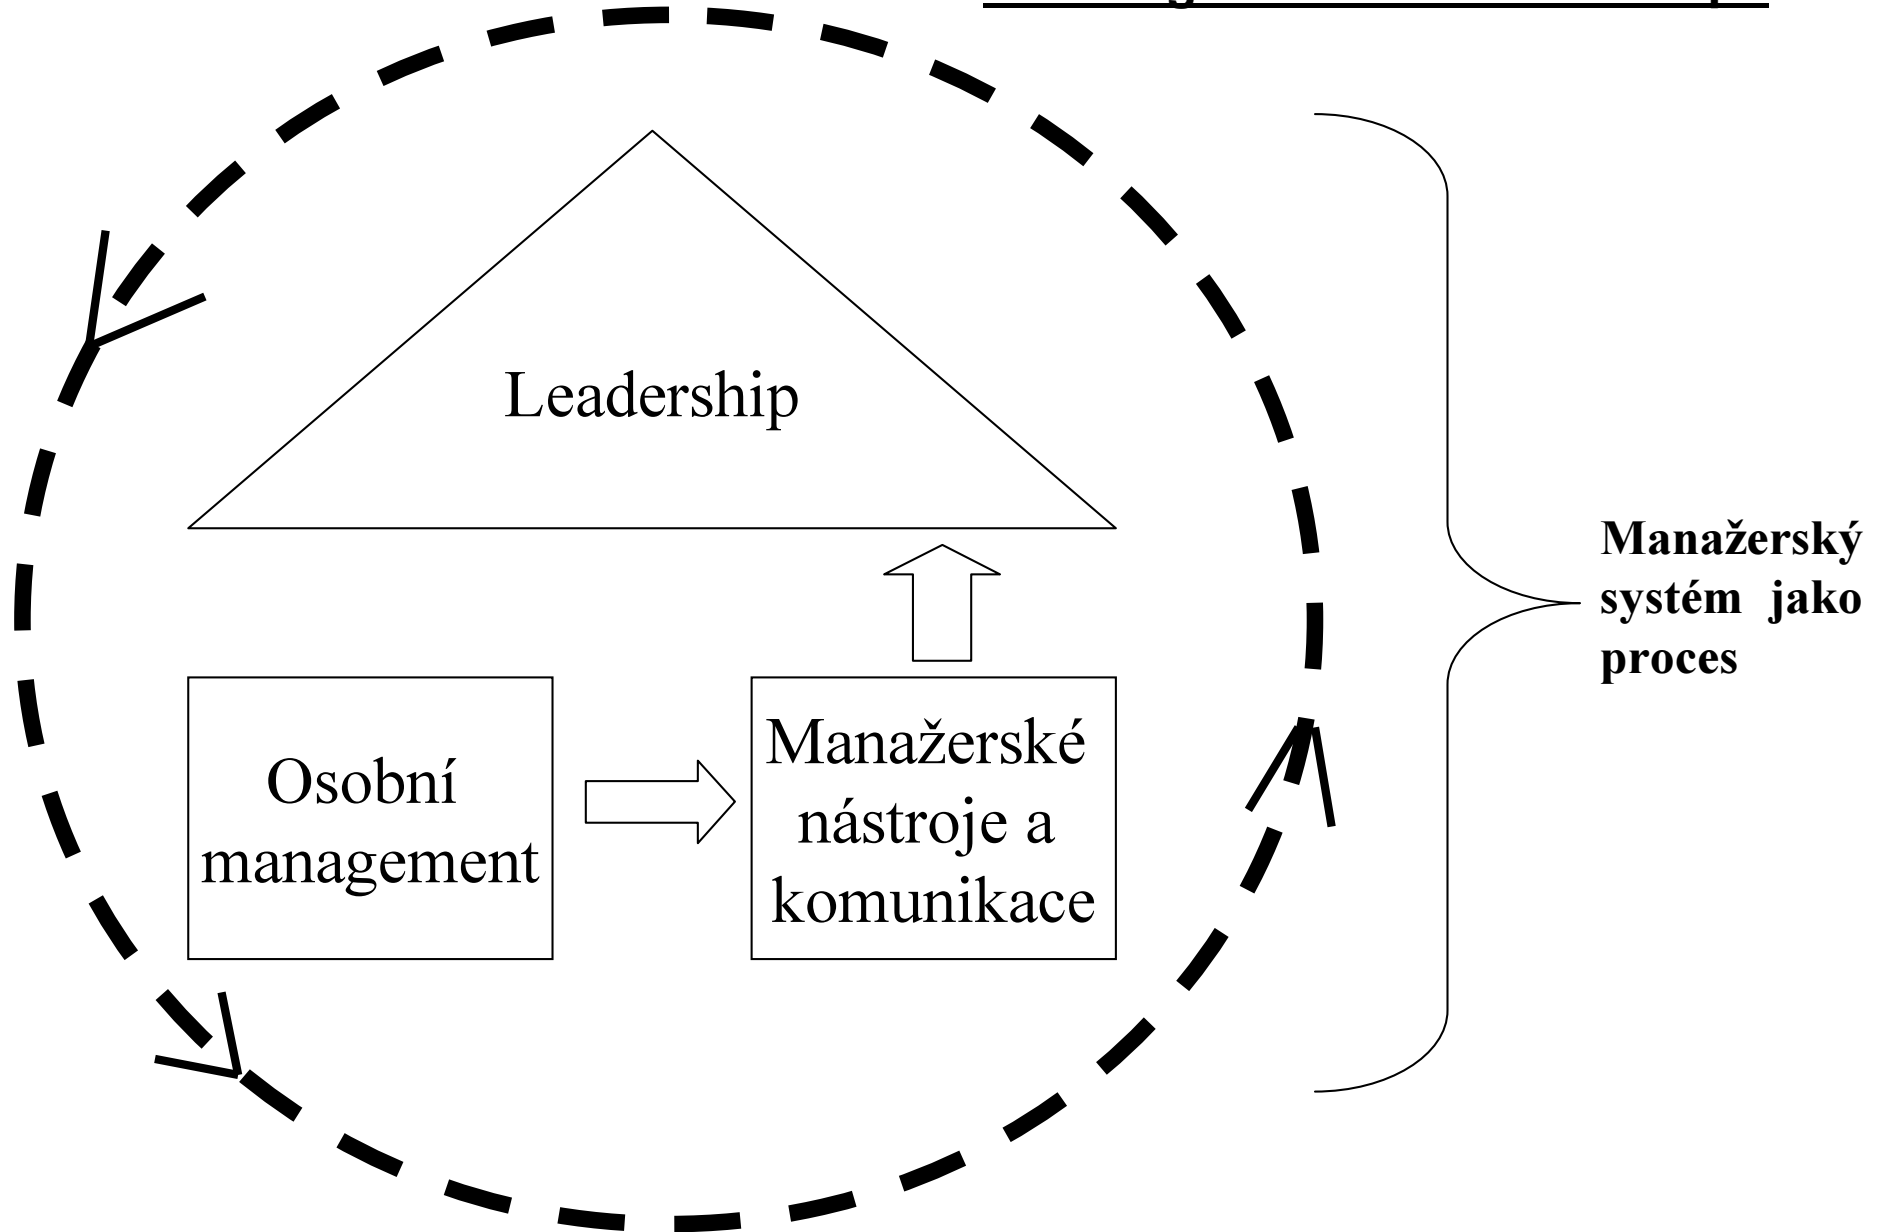 Leadership
Osobní
management
Manažerské
nástroje a
komunikace
Manažerský
systém jako
proces